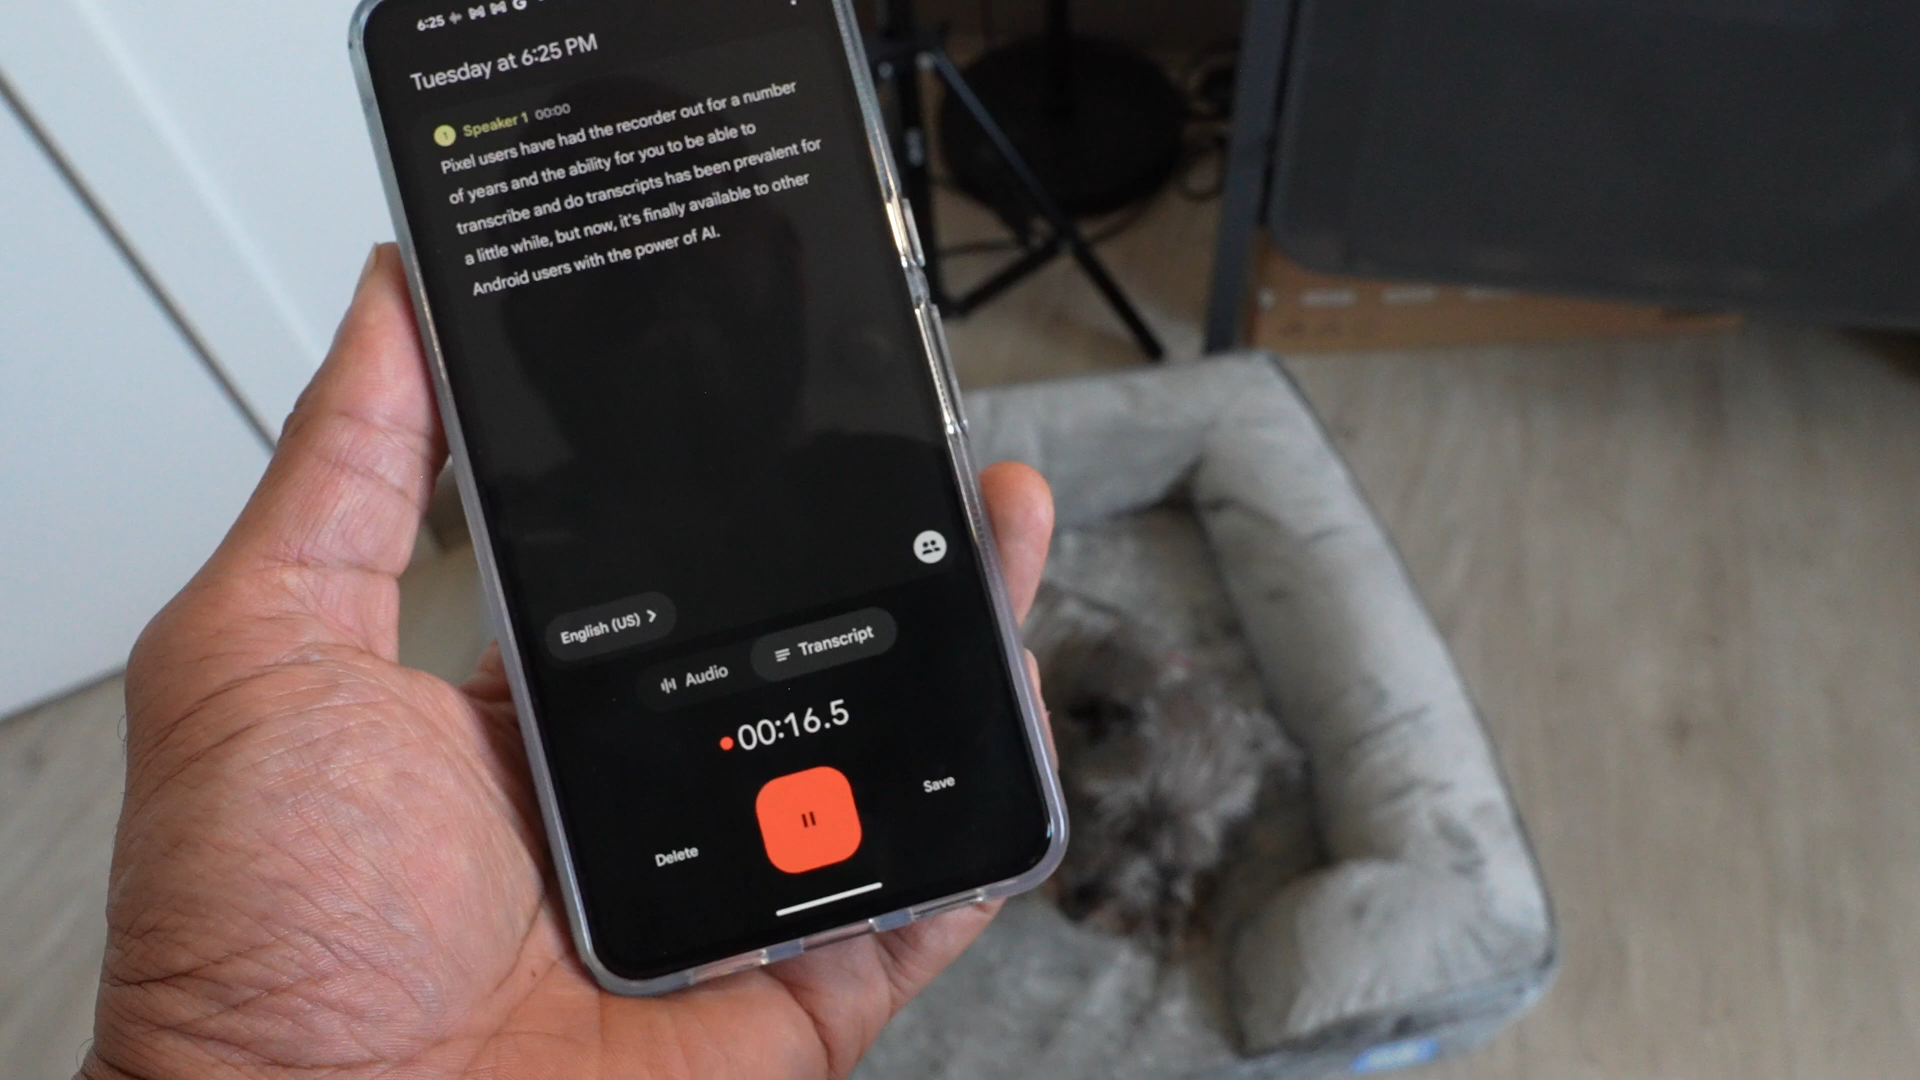 6:25
Tuesday at 6:25 PM
1 Speaker 1 00:00
Pixel users have had the recorder out for a number
of years and the ability for you to be able to
transcribe and do transcripts has been prevalent for
a little while, but now, it's finally available to other
Android users with the power of AI.
English (US)
Audio Transcript
00:16.5
Delete Save